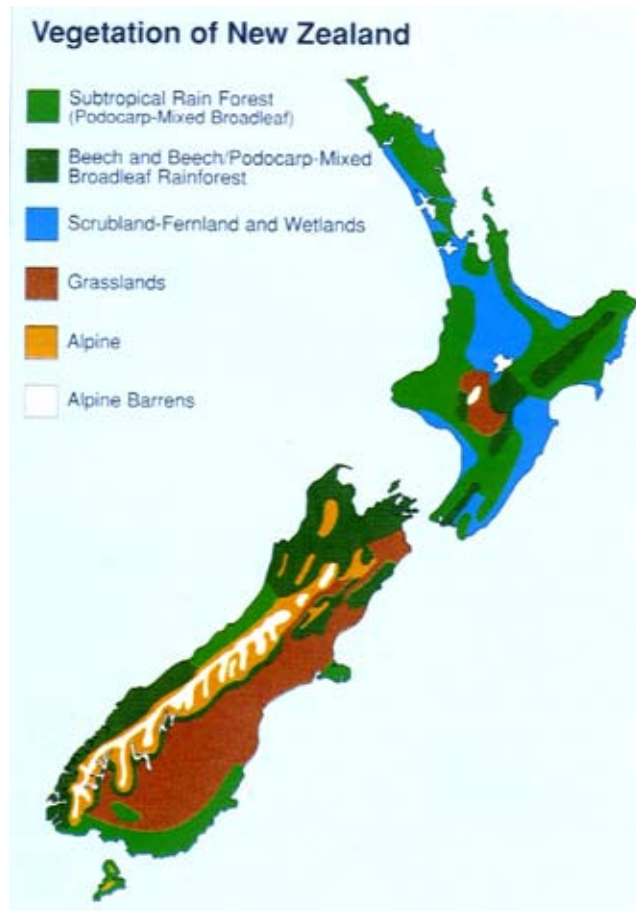 Vegetation of New Zealand
Subtropical Rain Forest
(Podocarp-Mixed Broadleaf)
Beech and Beech/Podocarp-Mixed
Broadleaf Rainforest
Scrubland-Fernland and Wetlands
Grasslands
Alpine
Alpine Barrens